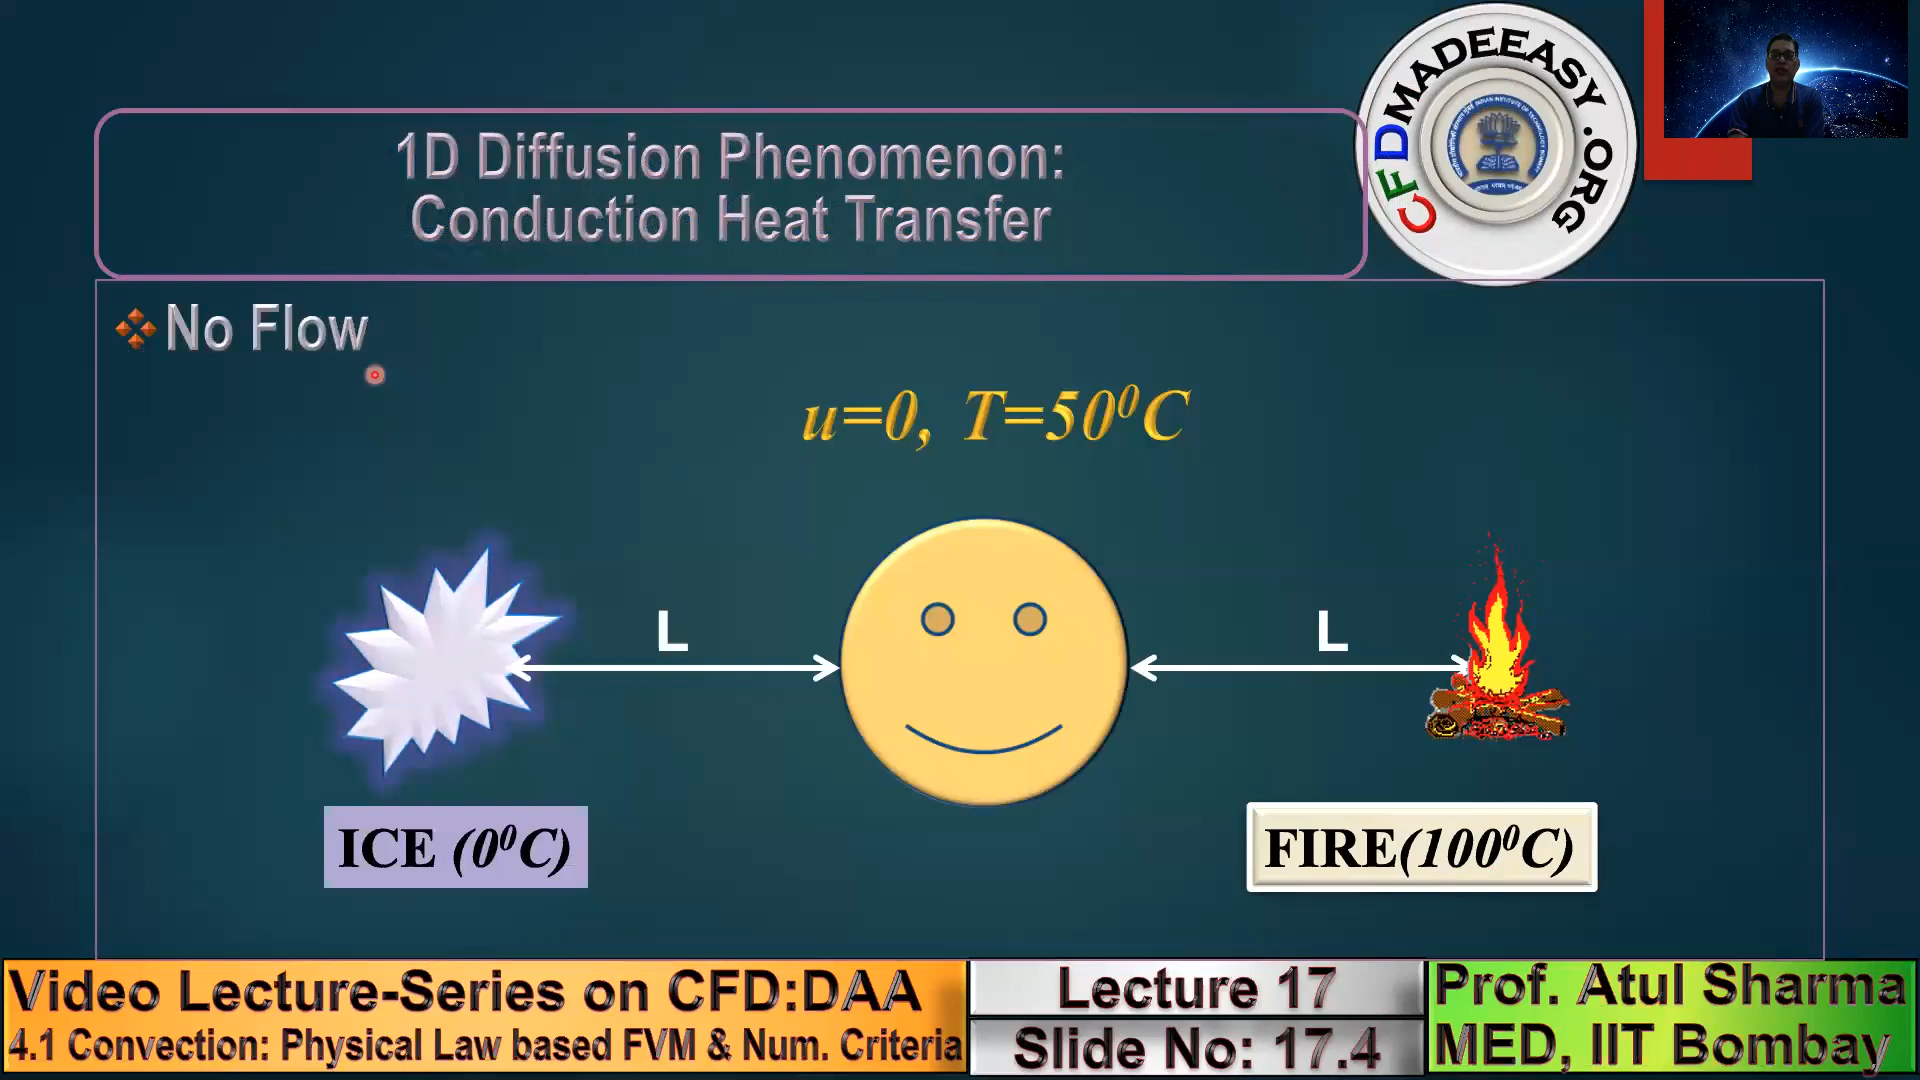 CFDMADEEASY.ORG
1D Diffusion Phenomenon:
Conduction Heat Transfer
No Flow
u=0, T=50⁰C
L
L
ICE (0⁰C)
FIRE(100⁰C)
Video Lecture-Series on CFD:DAA
4.1 Convection: Physical Law based FVM & Num. Criteria
Lecture 17
Slide No: 17.4
Prof. Atul Sharma
MED, IIT Bombay